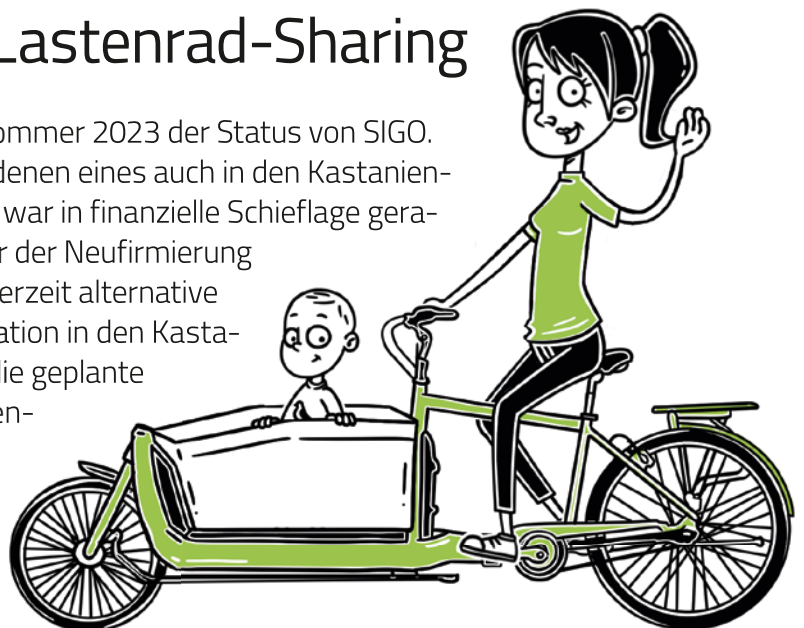 Lastenrad-Sharing
ommer 2023 der Status von SIGO.
denen eines auch in den Kastanien-
war in finanzielle Schieflage gera-
r der Neufirmierung
erzeit alternative
ation in den Kasta-
die geplante
en-